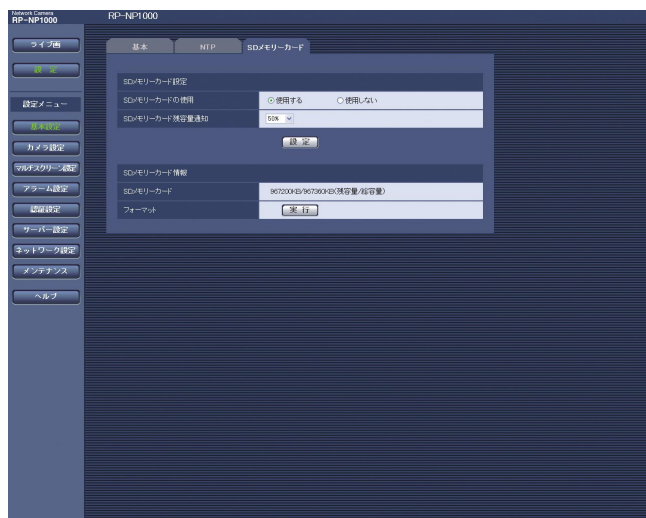 Network Camera
RP-NP1000
RP-NP1000
ライブ画
設 定
設定メニュー
基本設定
カメラ設定
マルチスクリーン設定
アラーム設定
認証設定
サーバー設定
ネットワーク設定
メンテナンス
ヘルプ
基本 NTP SDメモリーカード
SDメモリーカード設定
SDメモリーカードの使用 使用する 使用しない
SDメモリーカード残容量通知 50%
設 定
SDメモリーカード情報
SDメモリーカード 967200KB/967360KB(残容量/総容量)
フォーマット 実 行